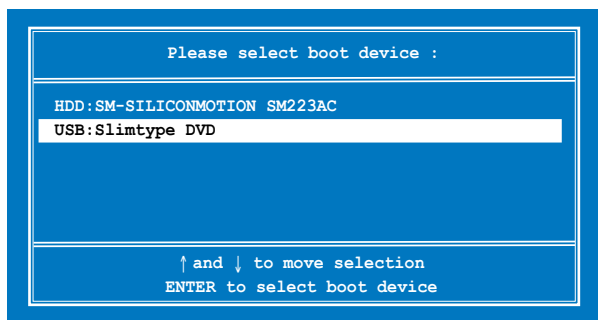 Please select boot device :
HDD:SM-SILICONMOTION SM223AC
USB:Slimtype DVD
↑ and ↓ to move selection
ENTER to select boot device